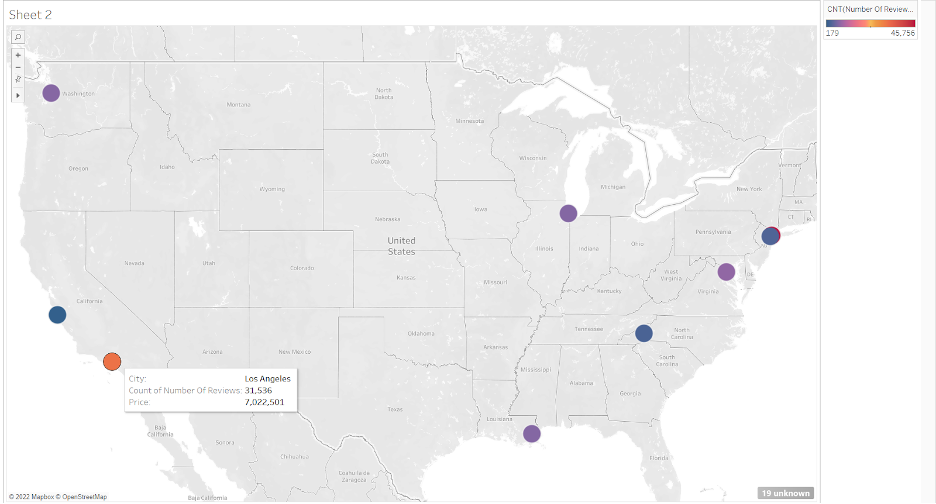 Sheet 2
CNT(Number Of Review...
179 45,756
Washington
Montana
North
Dakota
Minnesota
Oregon
Idaho
South
Dakota
Wisconsin
Michigan
Vermont
Wyoming
New York
MA
CT
Iowa
Nebraska
Pennsylvania
United
States
Nevada
Utah
Colorado
Illinois
Indiana
Ohio
Kansas
Missouri
West
Virginia
Virginia
Kentucky
California
Oklahoma
Tennessee
North
Carolina
Arizona
New Mexico
Arkansas
South
Carolina
Mississippi
Alabama
Georgia
City: Los Angeles
Count of Number Of Reviews: 31,536
Price: 7,022,501
Texas
Louisiana
Baja
California
Sonora
Chihuahua
Florida
Coahuila de
Zaragoza
Baja California
© 2022 Mapbox © OpenStreetMap
19 unknown